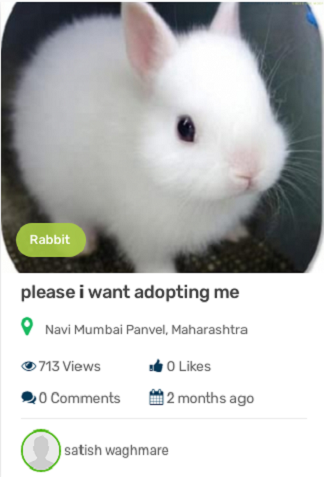 Rabbit
please i want adopting me
Navi Mumbai Panvel, Maharashtra
713 Views
0 Likes
0 Comments
2 months ago
satish waghmare